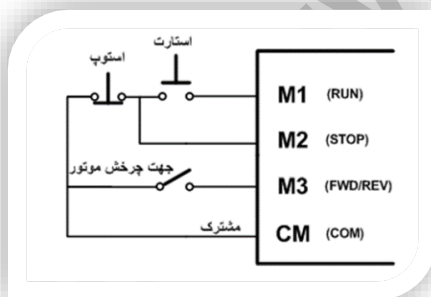 استارت
استوپ
M1 (RUN)
M2 (STOP)
جهت چرخش موتور
M3 (FWD/REV)
مشترک
CM (COM)